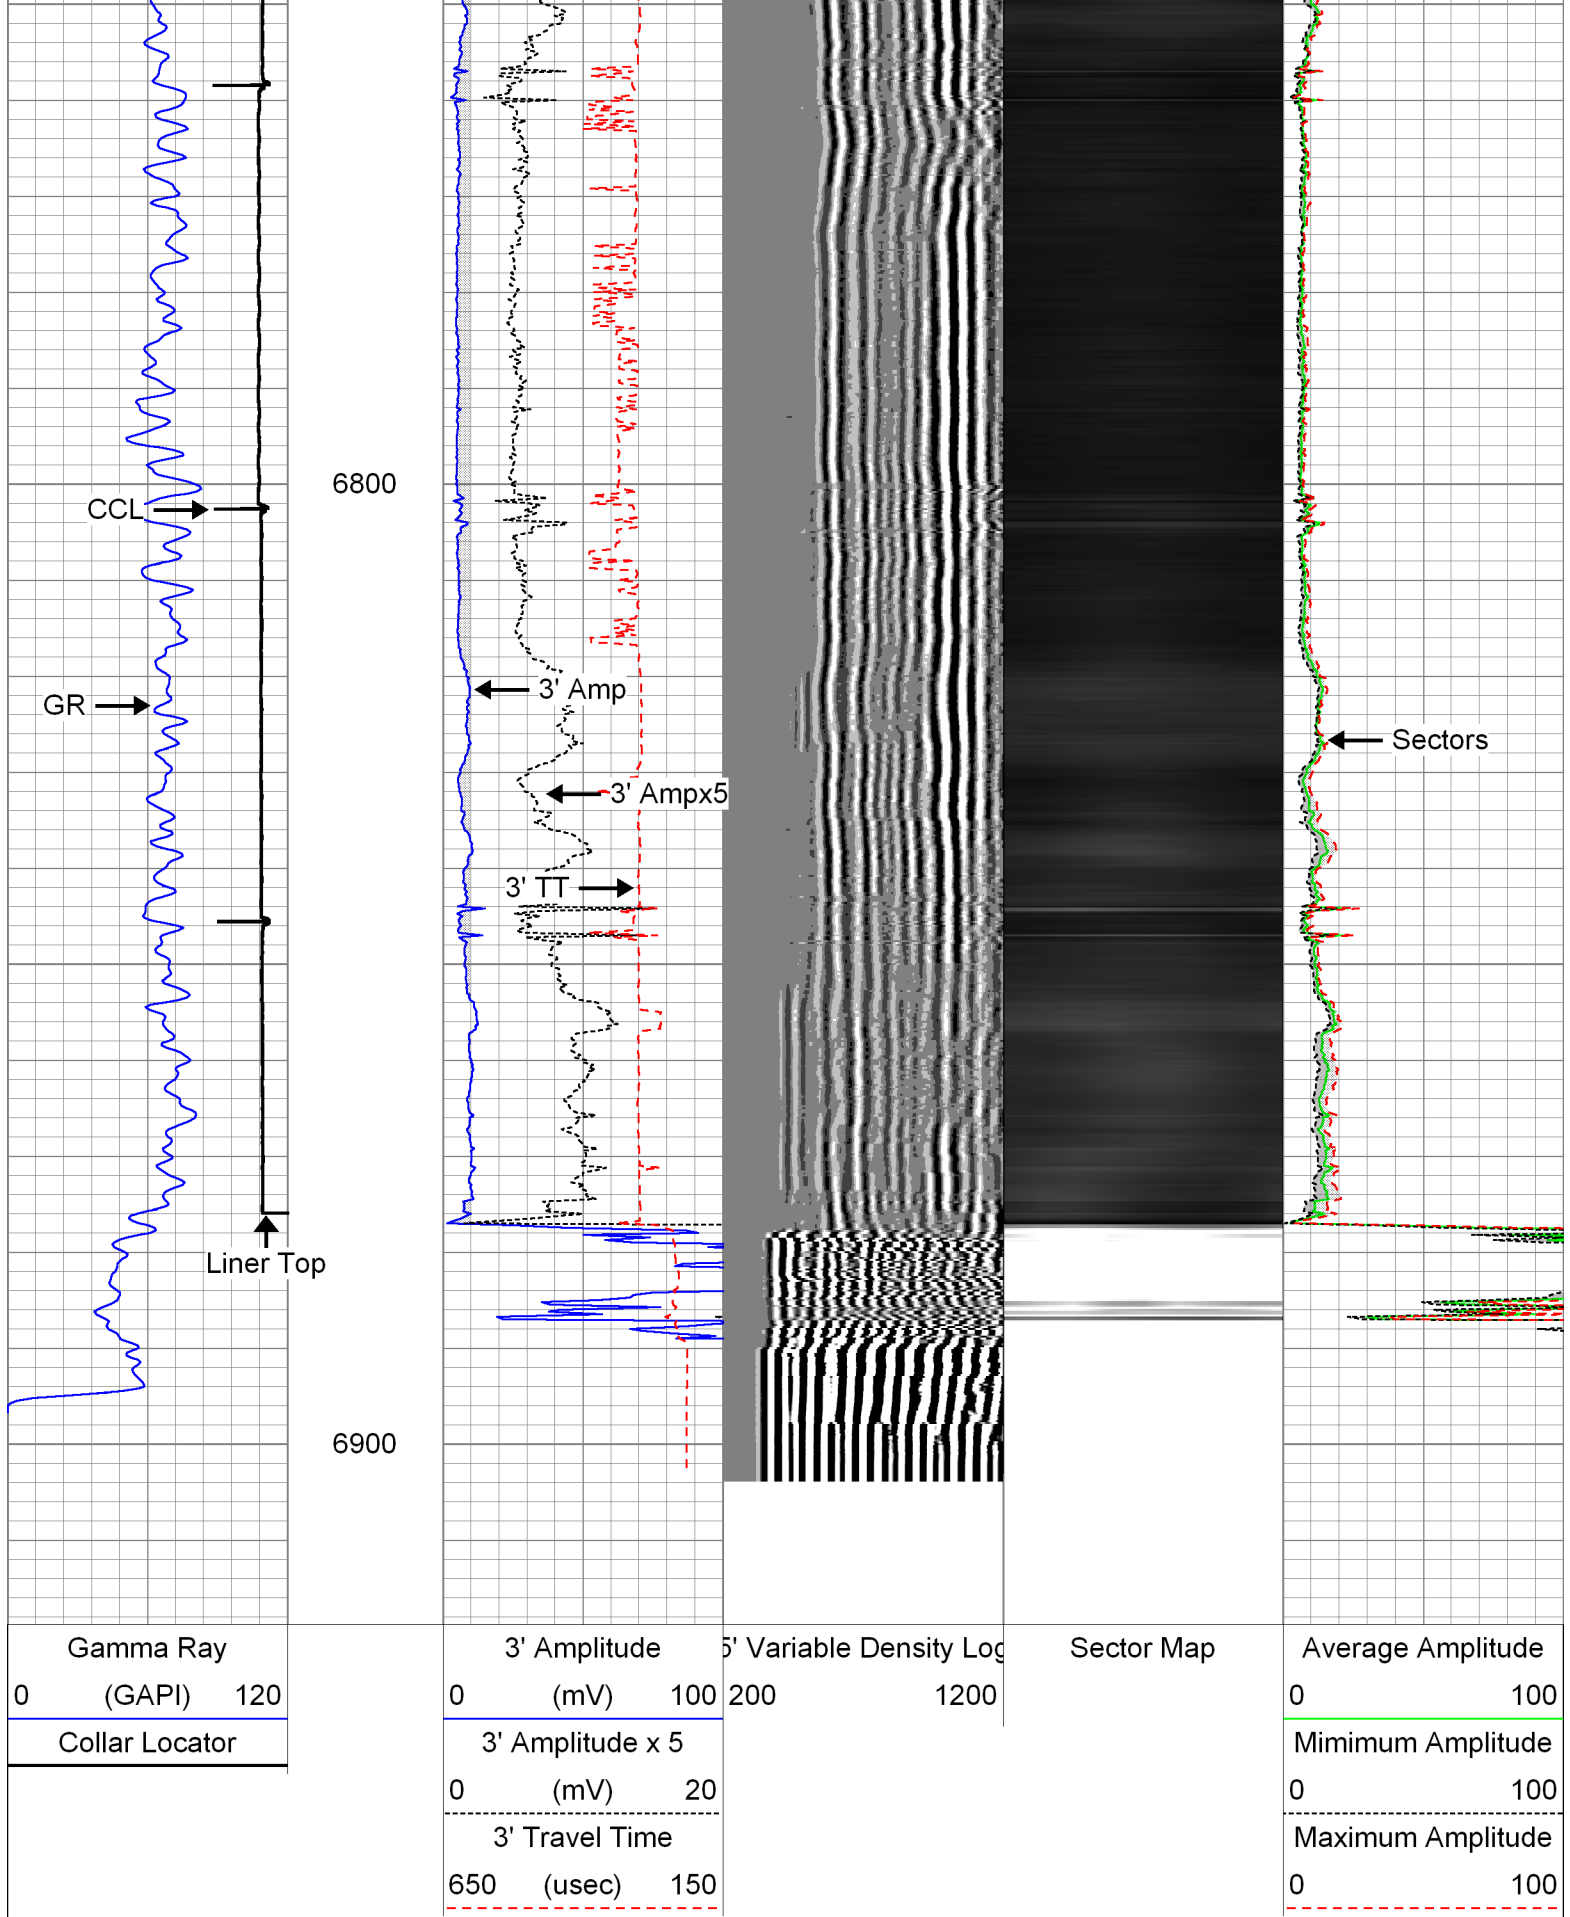 6800
CCL
GR
3' Amp
Sectors
3' Ampx5
3' TT
Liner Top
6900
Gamma Ray
0 (GAPI) 120
Collar Locator
3' Amplitude
0 (mV) 100
3' Amplitude x 5
0 (mV) 20
3' Travel Time
650 (usec) 150
5' Variable Density Log
200 1200
Sector Map
Average Amplitude
0 100
Mimimum Amplitude
0 100
Maximum Amplitude
0 100